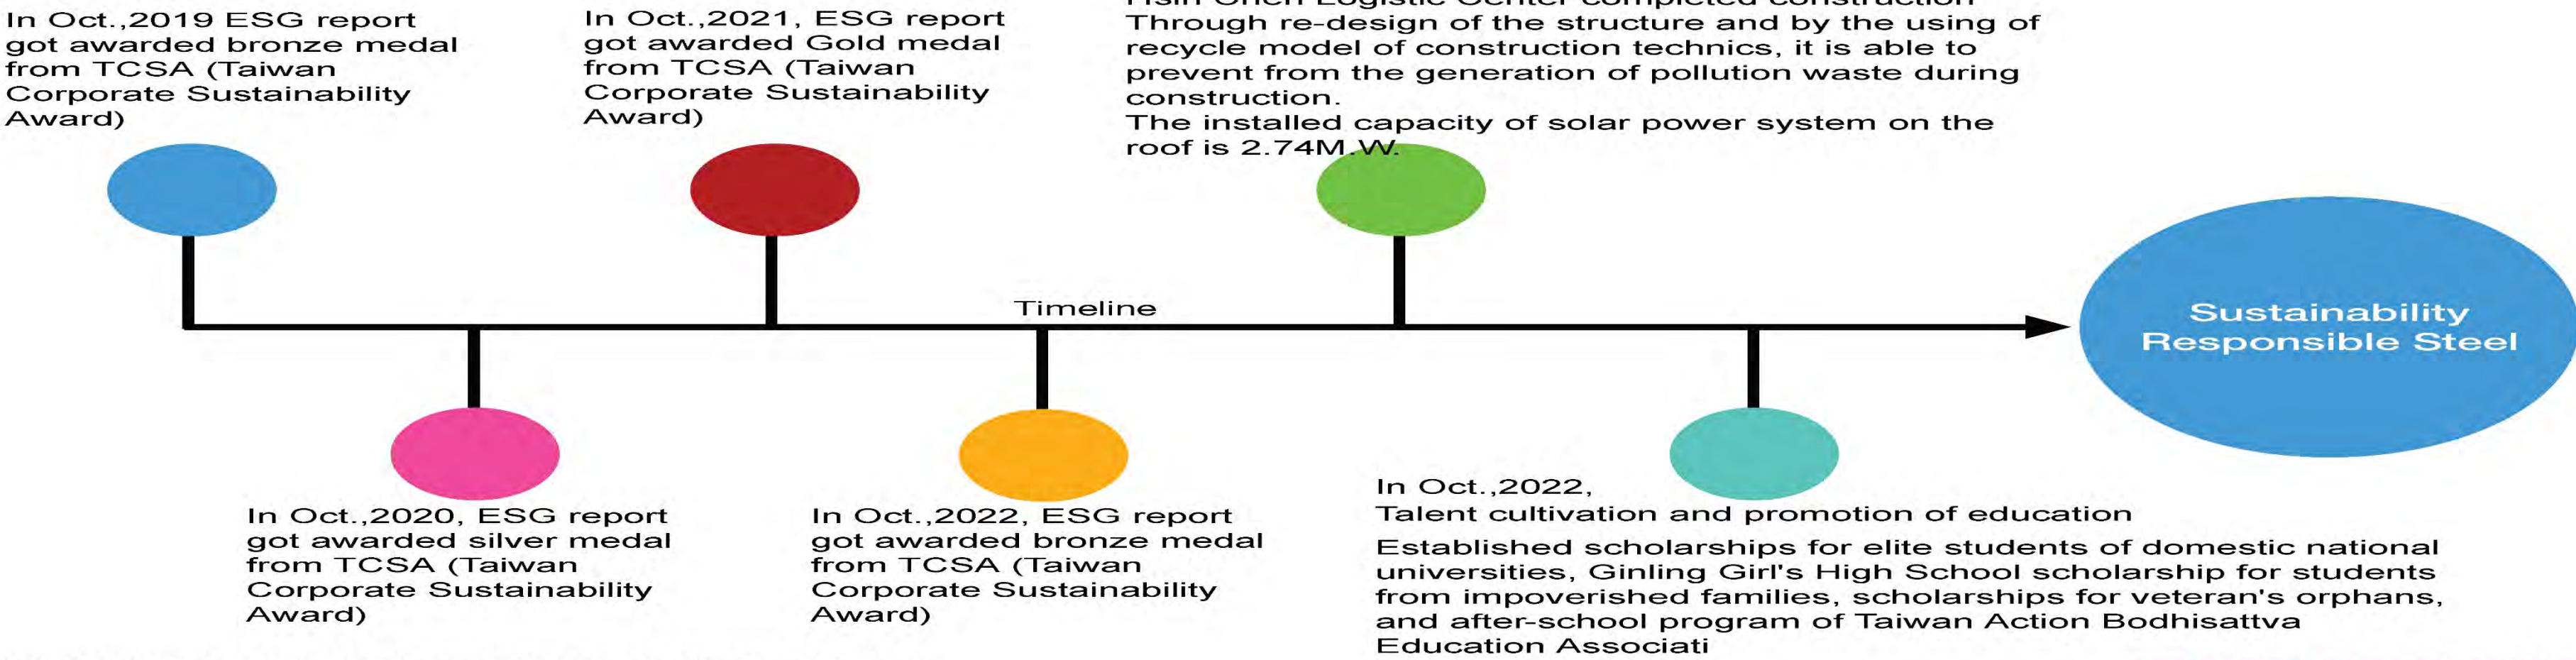 In Oct.,2019 ESG report
got awarded bronze medal
from TCSA (Taiwan
Corporate Sustainability
Award)
In Oct.,2021, ESG report
got awarded Gold medal
from TCSA (Taiwan
Corporate Sustainability
Award)
Logistic Center completed construction
Through re-design of the structure and by the using of
recycle model of construction technics, it is able to
prevent from the generation of pollution waste during
construction.
The installed capacity of solar power system on the
roof is 2.74M.W.
Timeline
Sustainability
Responsible Steel
In Oct.,2020, ESG report
got awarded silver medal
from TCSA (Taiwan
Corporate Sustainability
Award)
In Oct.,2022, ESG report
got awarded bronze medal
from TCSA (Taiwan
Corporate Sustainability
Award)
In Oct.,2022,
Talent cultivation and promotion of education
Established scholarships for elite students of domestic national
universities, Ginling Girl's High School scholarship for students
from impoverished families, scholarships for veteran's orphans,
and after-school program of Taiwan Action Bodhisattva
Education Associati